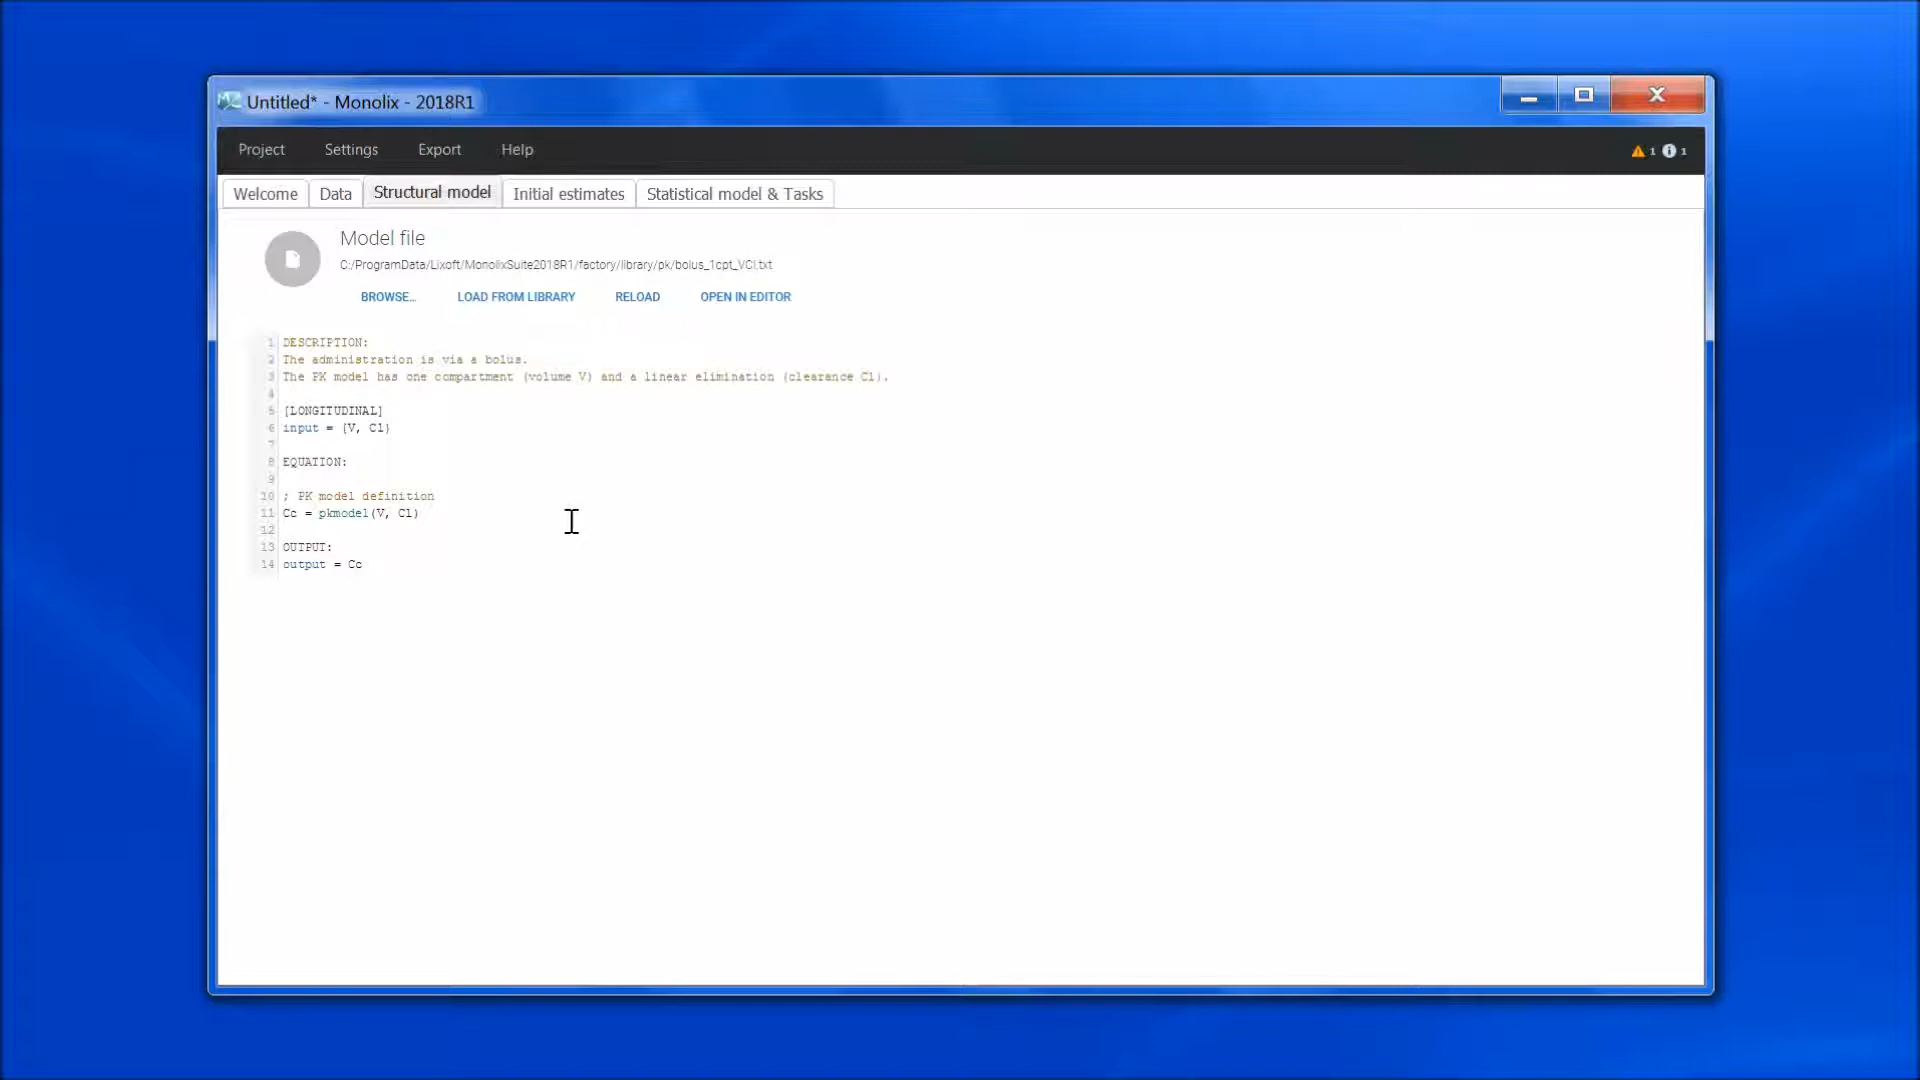 Untitled* - Monolix - 2018R1
Project Settings Export Help
1 1
Welcome Data Structural model Initial estimates Statistical model & Tasks
Model file
C:/ProgramData/Lixoft/MonolixSuite2018R1/factory/library/pk/bolus_1cpt_VCl.txt
BROWSE... LOAD FROM LIBRARY RELOAD OPEN IN EDITOR
1 DESCRIPTION:
2 The administration is via a bolus.
3 The PK model has one compartment (volume V) and a linear elimination (clearance Cl).
4
5 [LONGITUDINAL]
6 input = {V, Cl}
7
8 EQUATION:
9
10 ; PK model definition
11 Cc = pkmodel(V, Cl)
12
13 OUTPUT:
14 output = Cc